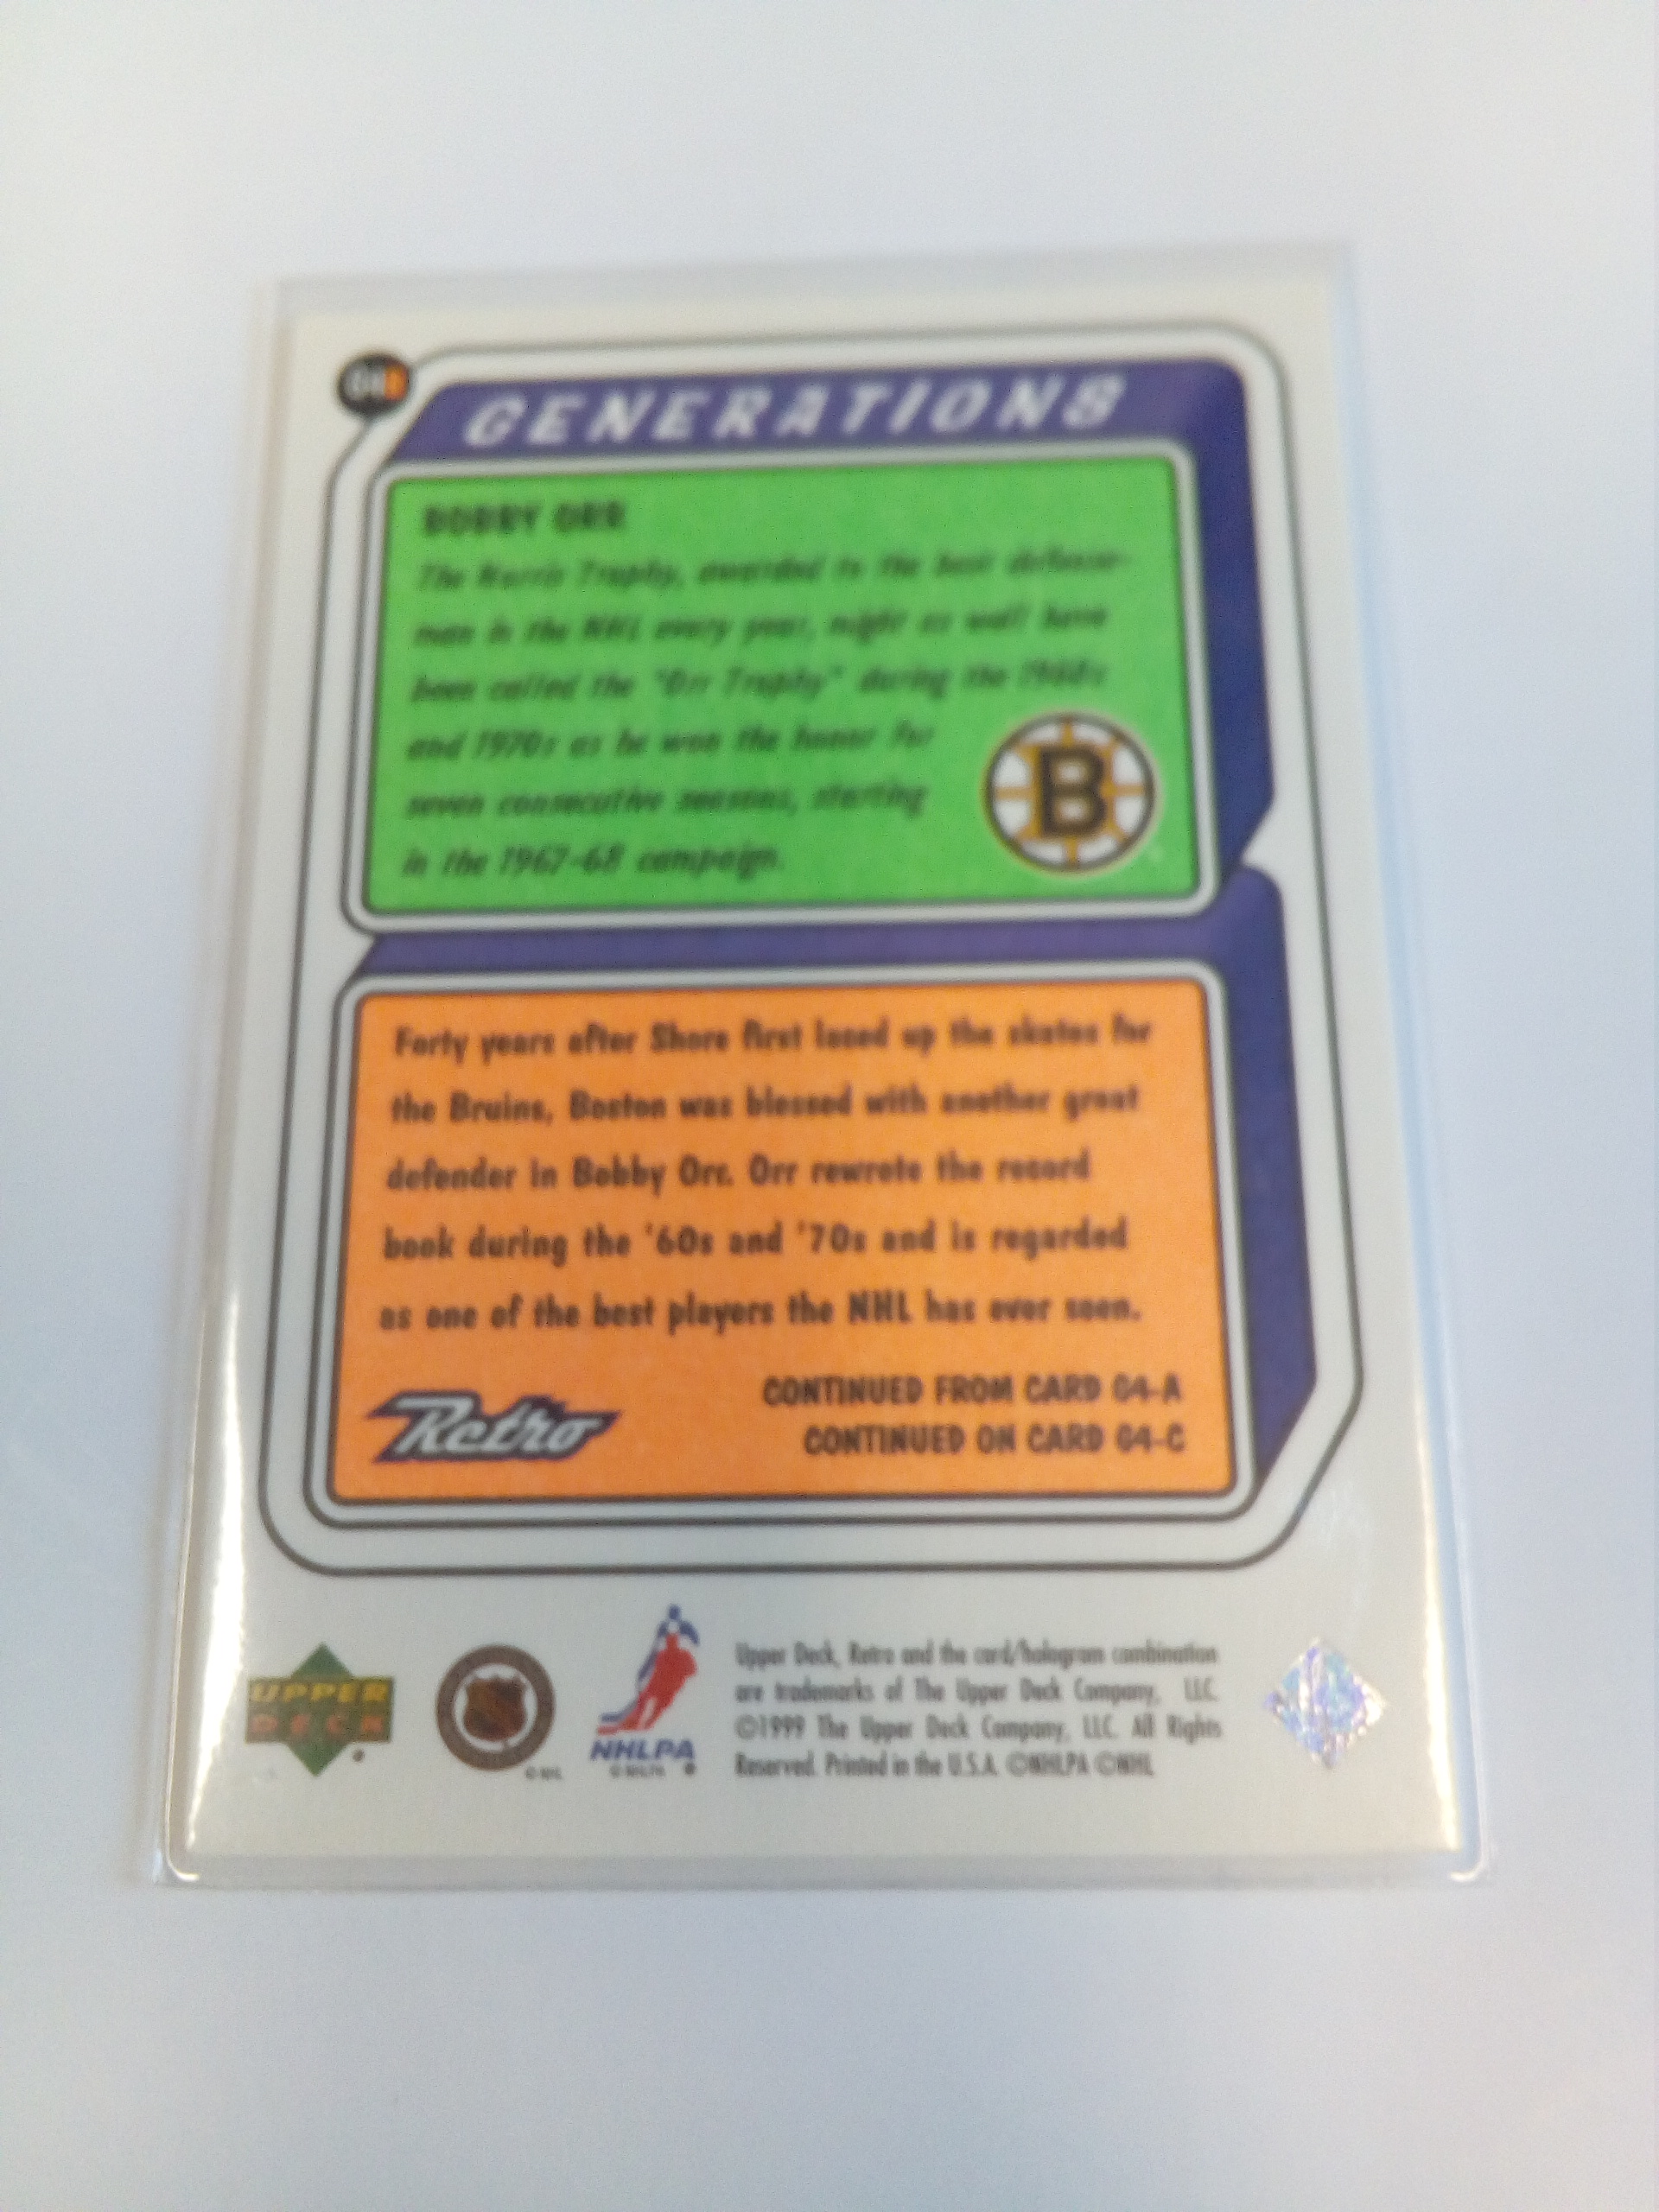 GENERATIONS
BOBBY ORR
The Norris Trophy, awarded to the best defense-
man in the NHL every year, might as well have
been called the "Orr Trophy" during the 1960s
and 1970s as he won the honor for
seven consecutive seasons, starting
in the 1967-68 campaign.
B
Forty years after Shore first laced up the skates for
the Bruins, Boston was blessed with another great
defender in Bobby Orr. Orr rewrote the record
book during the '60s and '70s and is regarded
as one of the best players the NHL has ever seen.
Retro
CONTINUED FROM CARD G4-A
CONTINUED ON CARD G4-C
UPPER
DECK
NHLPA
Upper Deck, Retro and the card/hologram combination
are trademarks of The Upper Deck Company, LLC.
©1999 The Upper Deck Company, LLC. All Rights
Reserved. Printed in the U.S.A. ©NHLPA ©NHL